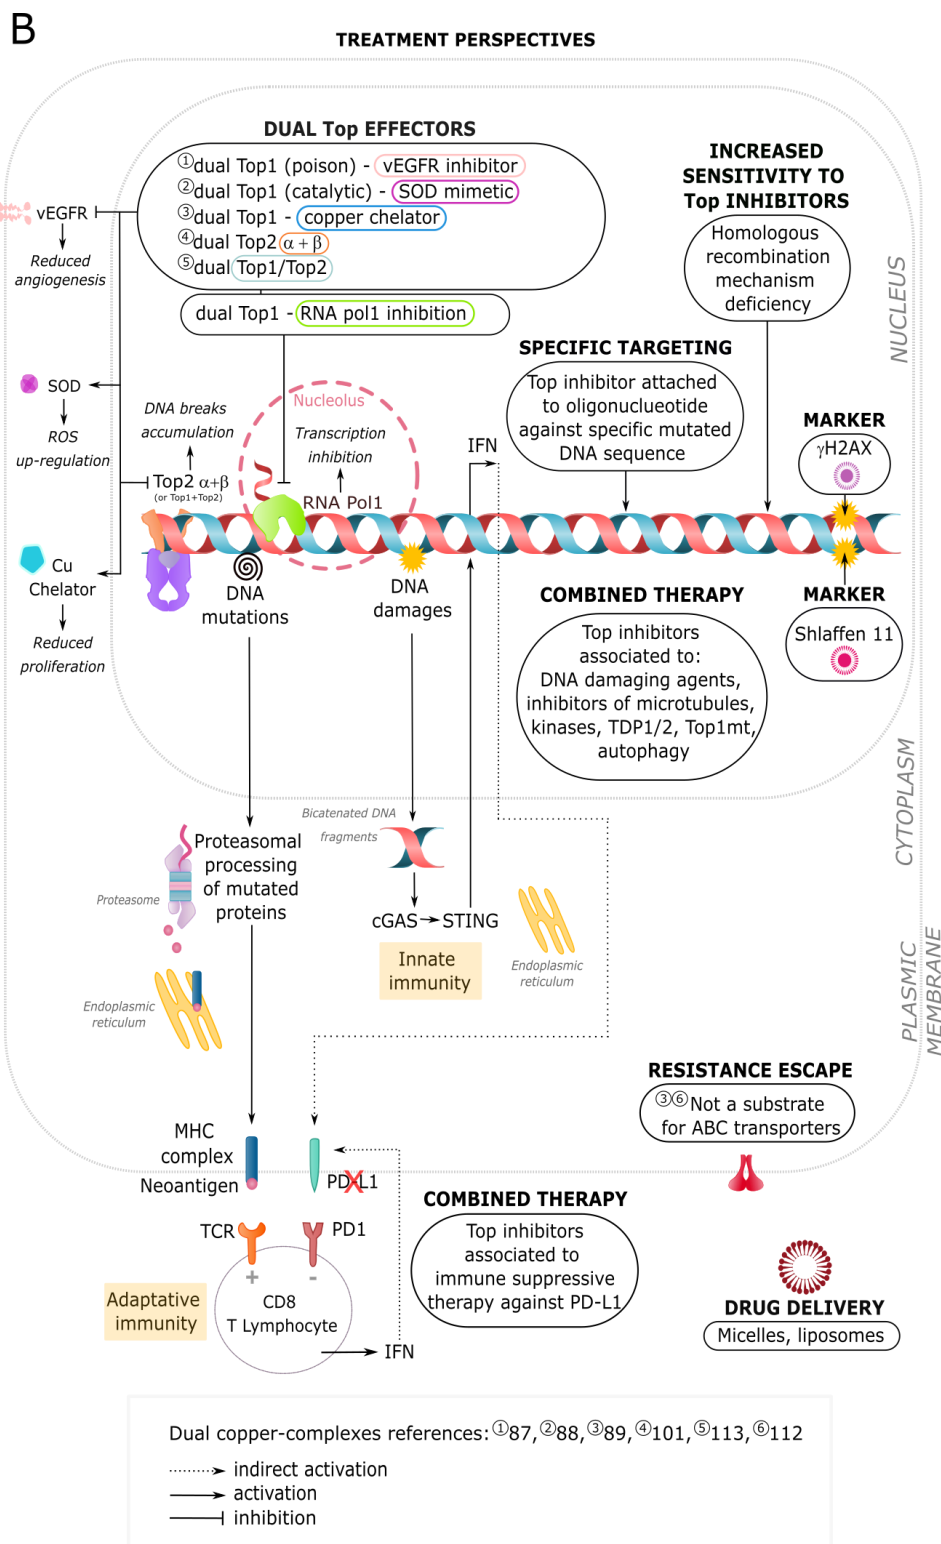 B
TREATMENT PERSPECTIVES
DUAL Top EFFECTORS
①dual Top1 (poison) - vEGFR inhibitor
②dual Top1 (catalytic) - SOD mimetic
③dual Top1 - copper chelator
④dual Top2 α + β
⑤dual Top1/Top2
dual Top1 - RNA pol1 inhibition
INCREASED
SENSITIVITY TO
Top INHIBITORS
Homologous
recombination
mechanism
deficiency
NUCLEUS
vEGFR
Reduced
angiogenesis
SOD
ROS
up-regulation
DNA breaks
accumulation
Top2 α+β
(or Top1+Top2)
Cu
Chelator
Reduced
proliferation
Nucleolus
Transcription
inhibition
RNA Pol1
IFN
SPECIFIC TARGETING
Top inhibitor attached
to oligonucleotide
against specific mutated
DNA sequence
MARKER
γH2AX
DNA
mutations
DNA
damages
COMBINED THERAPY
Top inhibitors
associated to:
DNA damaging agents,
inhibitors of microtubules,
kinases, TDP1/2, Top1mt,
autophagy
MARKER
Shlaffen 11
CYTOPLASM
PLASMIC
MEMBRANE
Bicatenated DNA
fragments
Proteasomal
processing
of mutated
proteins
Proteasome
cGAS
STING
Innate
immunity
Endoplasmic
reticulum
Endoplasmic
reticulum
RESISTANCE ESCAPE
③⑥Not a substrate
for ABC transporters
MHC
complex
Neoantigen
PD-L1
TCR
PD1
+
-
CD8
T Lymphocyte
IFN
Adaptative
immunity
COMBINED THERAPY
Top inhibitors
associated to
immune suppressive
therapy against PD-L1
DRUG DELIVERY
Micelles, liposomes
Dual copper-complexes references: ①87, ②88, ③89, ④101, ⑤113, ⑥112
indirect activation
activation
inhibition